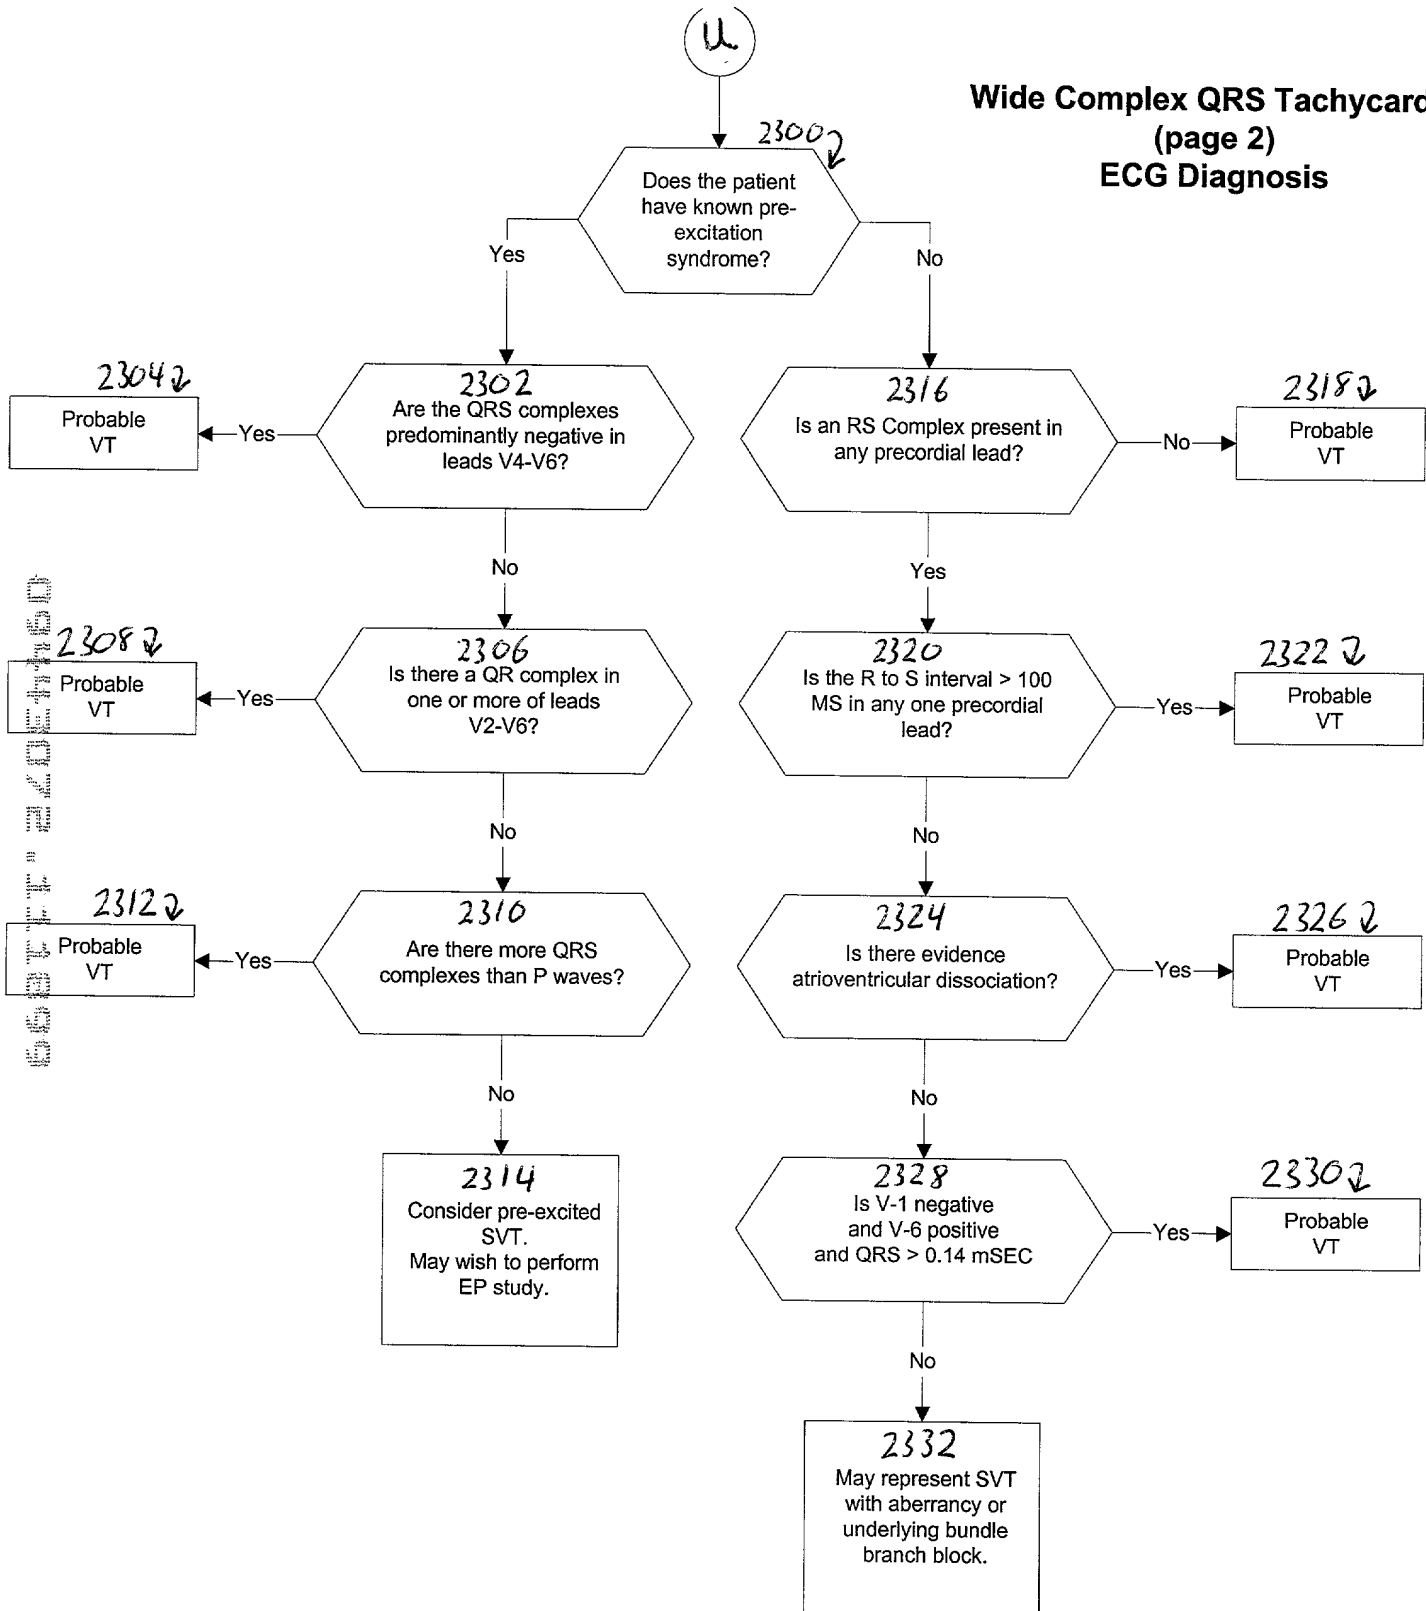 U
Wide Complex QRS Tachycard
(page 2)
ECG Diagnosis
2300
Does the patient
have known pre-
excitation
syndrome?
Yes
No
2304
Probable
VT
Yes
2302
Are the QRS complexes
predominantly negative in
leads V4-V6?
2316
Is an RS Complex present in
any precordial lead?
No
2318
Probable
VT
No
Yes
2308
Probable
VT
Yes
2306
Is there a QR complex in
one or more of leads
V2-V6?
2320
Is the R to S interval > 100
MS in any one precordial
lead?
Yes
2322
Probable
VT
No
No
2312
Probable
VT
Yes
2310
Are there more QRS
complexes than P waves?
2324
Is there evidence
atrioventricular dissociation?
Yes
2326
Probable
VT
No
No
2314
Consider pre-excited
SVT.
May wish to perform
EP study.
2328
Is V-1 negative
and V-6 positive
and QRS > 0.14 mSEC
Yes
2330
Probable
VT
No
2332
May represent SVT
with aberrancy or
underlying bundle
branch block.